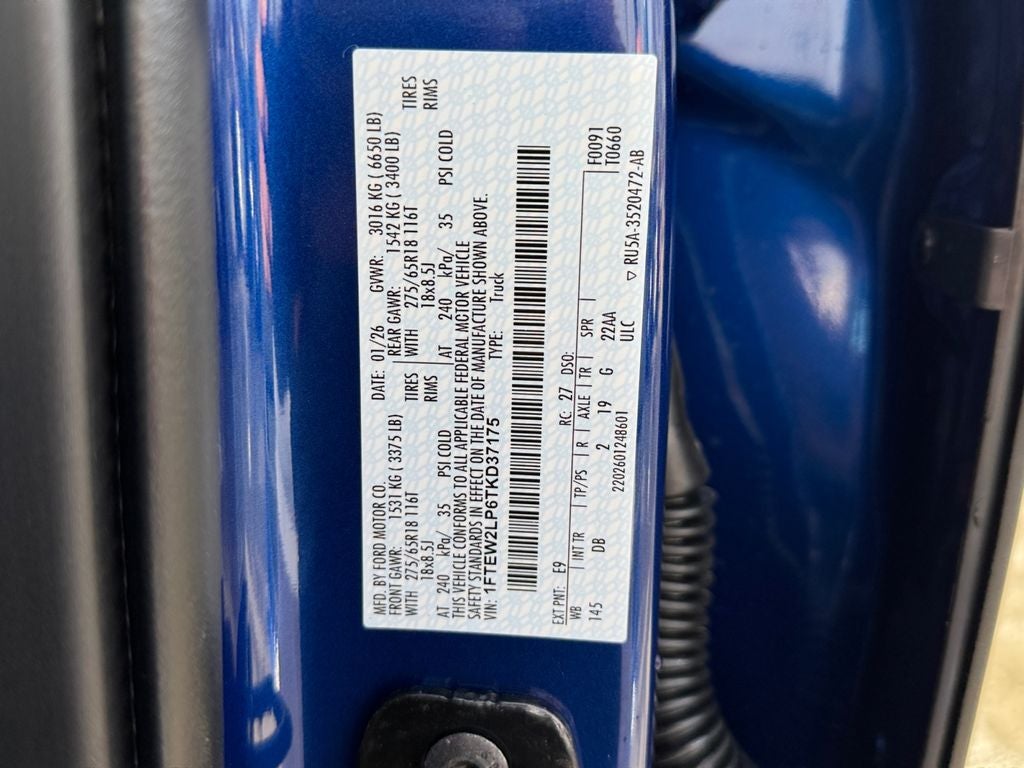 MFD. BY FORD MOTOR CO.
DATE: 01/26 GVWR: 3016 KG ( 6650 LB)
FRONT GAWR: 1531 KG ( 3375 LB) REAR GAWR: 1542 KG ( 3400 LB)
WITH 275/65R18 116T TIRES WITH 275/65R18 116T TIRES
18x8.5J RIMS 18x8.5J RIMS
AT 240 kPa/ 35 PSI COLD AT 240 kPa/ 35 PSI COLD
THIS VEHICLE CONFORMS TO ALL APPLICABLE FEDERAL MOTOR VEHICLE
SAFETY STANDARDS IN EFFECT ON THE DATE OF MANUFACTURE SHOWN ABOVE.
VIN: 1FTEW2LP6TKD37175 TYPE: Truck
F0091
T0660
EXT PNT: E9 RC: 27 DSO:
WB INT TR TP/PS R AXLE TR SPR
145 DB 2 19 G 22AA
ULC
2202601248601
▽ RU5A-3520472-AB